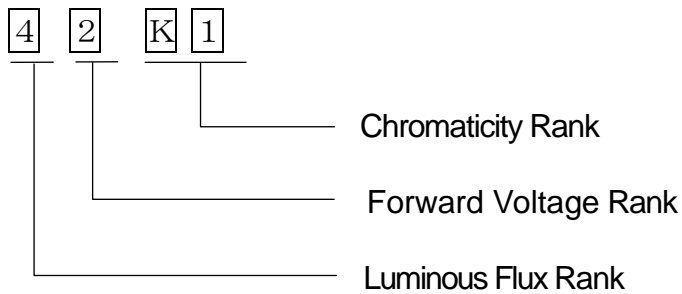 4 2 K 1
Chromaticity Rank
Forward Voltage Rank
Luminous Flux Rank